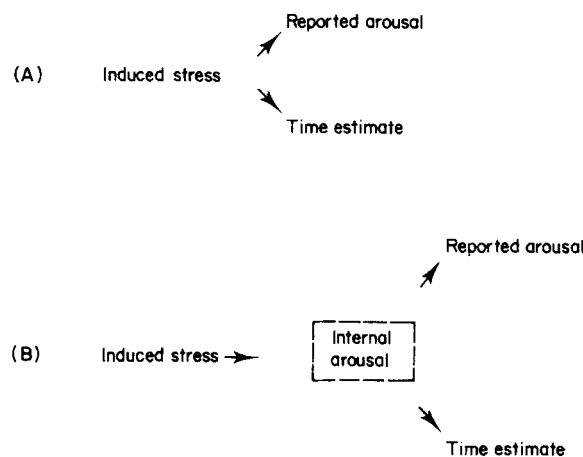 Reported arousal
(A) Induced stress
Time estimate
Reported arousal
Internal
(B) Induced stress
arousal
Time estimate